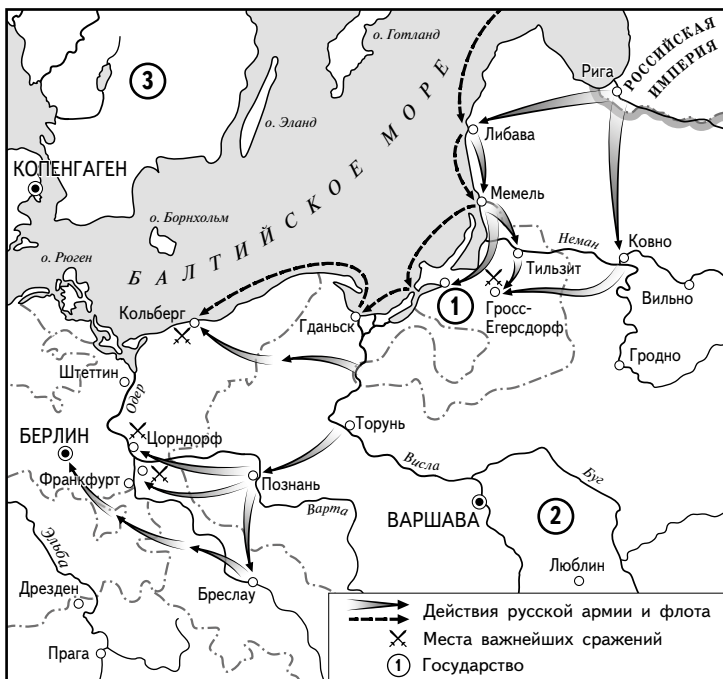 о. Готланд
3
Рига
РОССИЙСКАЯ
ИМПЕРИЯ
о. Эланд
Либава
КОПЕНГАГЕН
БАЛТИЙСКОЕ МОРЕ
Мемель
о. Борнхольм
Неман
Ковно
о. Рюген
Тильзит
Вильно
Кольберг
Гданьск
1
Гросс-
Егерсдорф
Гродно
Штеттин
Одер
Торунь
БЕРЛИН
Цорндорф
Висла
Буг
Франкфурт
Познань
Варта
ВАРШАВА
2
Эльба
Люблин
Дрезден
Бреслау
Прага
Действия русской армии и флота
Места важнейших сражений
1 Государство